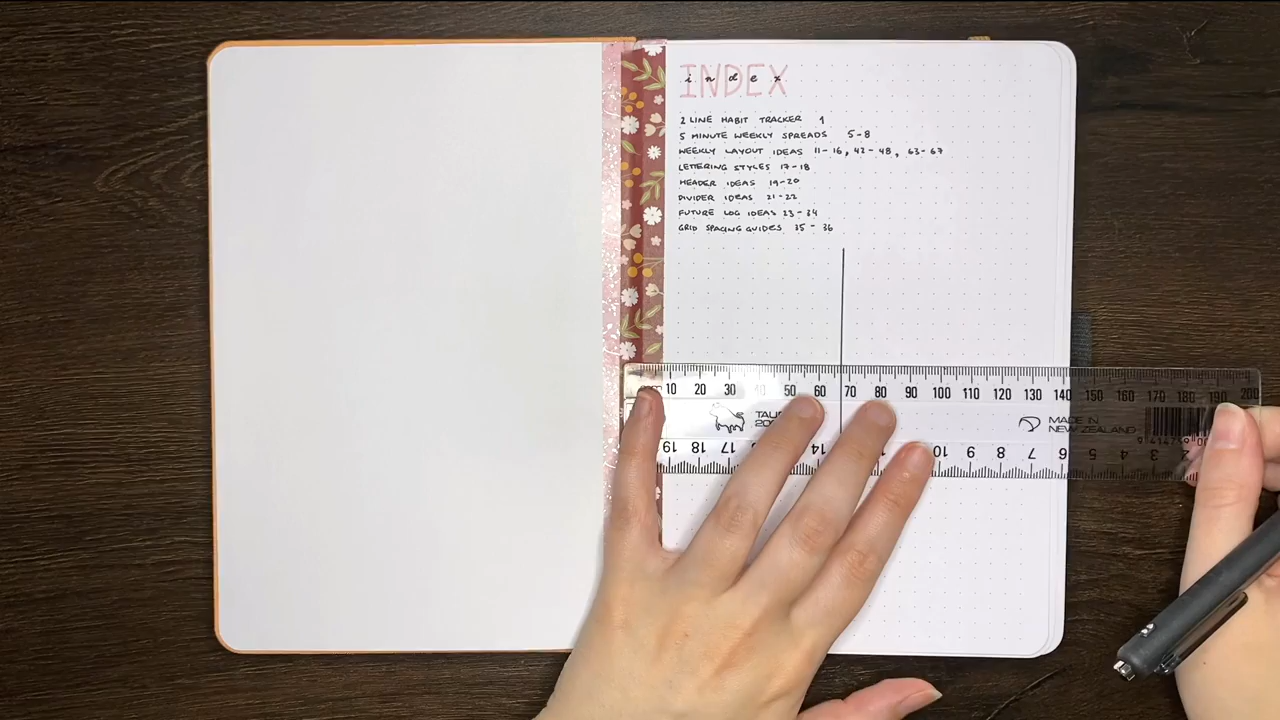 INDEX
index
2 LINE HABIT TRACKER 1
5 MINUTE WEEKLY SPREADS 5-8
WEEKLY LAYOUT IDEAS 11-16, 42-48, 63-67
LETTERING STYLES 17-18
HEADER IDEAS 19-20
DIVIDER IDEAS 21-22
FUTURE LOG IDEAS 23-34
GRID SPACING GUIDES 35-36
10 20 30 40 50 60 70 80 90 100 110 120 130 140 150 160 170 180 190 200
MADE IN
NEW ZEALAND
19 18 17 14 10 9 8 7 6 5 4 3 2